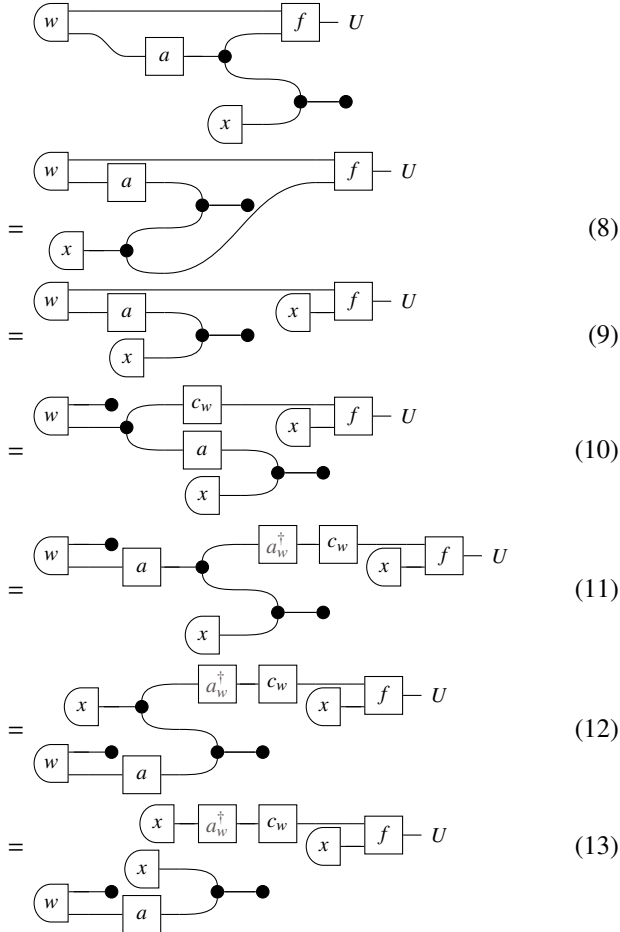 w f U
a
x
w a f U
= x (8)
w x f U
= a (9)
x
w c_w x f U
= a (10)
x
w a a_w^† c_w x f U
= (11)
x
x a_w^† c_w x f U
= (12)
w a
x a_w^† c_w x f U
= (13)
x
w a